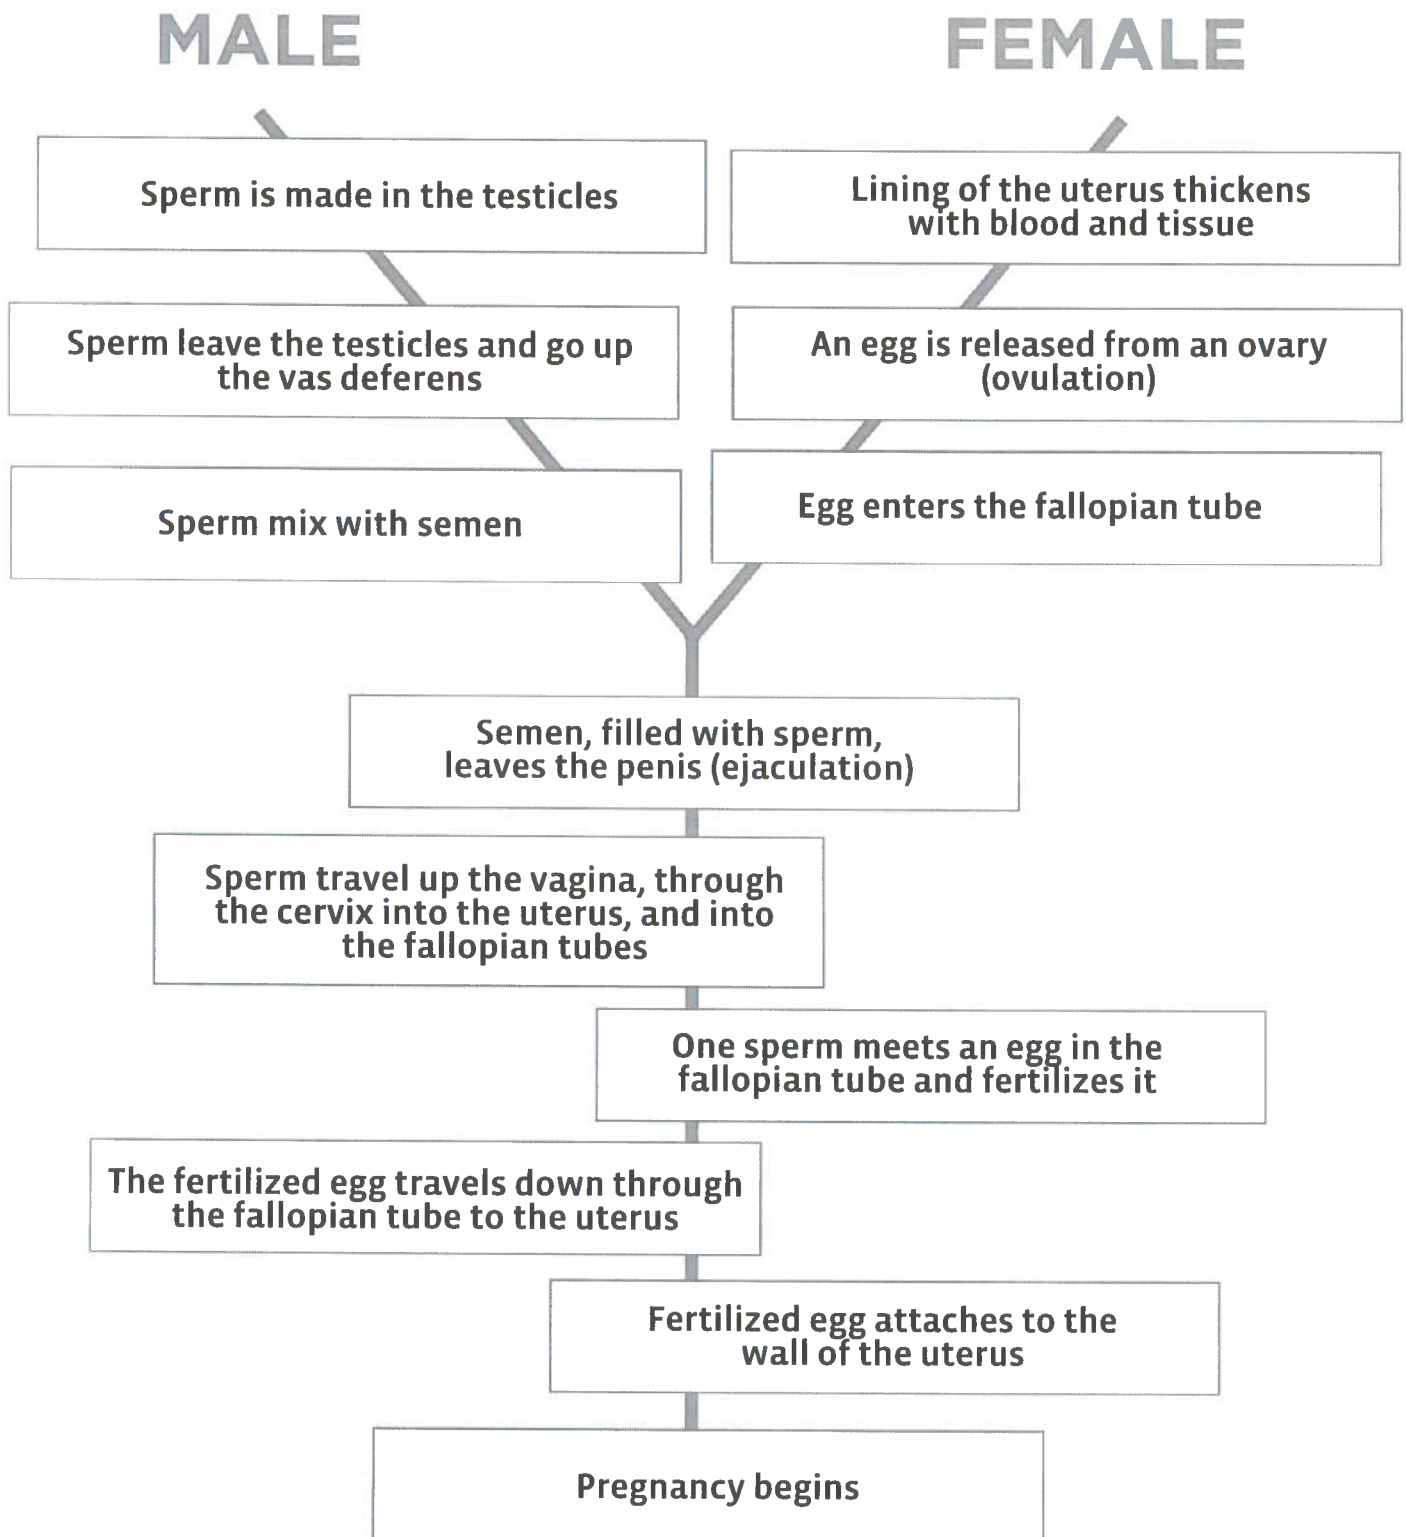 MALE
FEMALE
Sperm is made in the testicles
Lining of the uterus thickens
with blood and tissue
Sperm leave the testicles and go up
the vas deferens
An egg is released from an ovary
(ovulation)
Sperm mix with semen
Egg enters the fallopian tube
Semen, filled with sperm,
leaves the penis (ejaculation)
Sperm travel up the vagina, through
the cervix into the uterus, and into
the fallopian tubes
One sperm meets an egg in the
fallopian tube and fertilizes it
The fertilized egg travels down through
the fallopian tube to the uterus
Fertilized egg attaches to the
wall of the uterus
Pregnancy begins